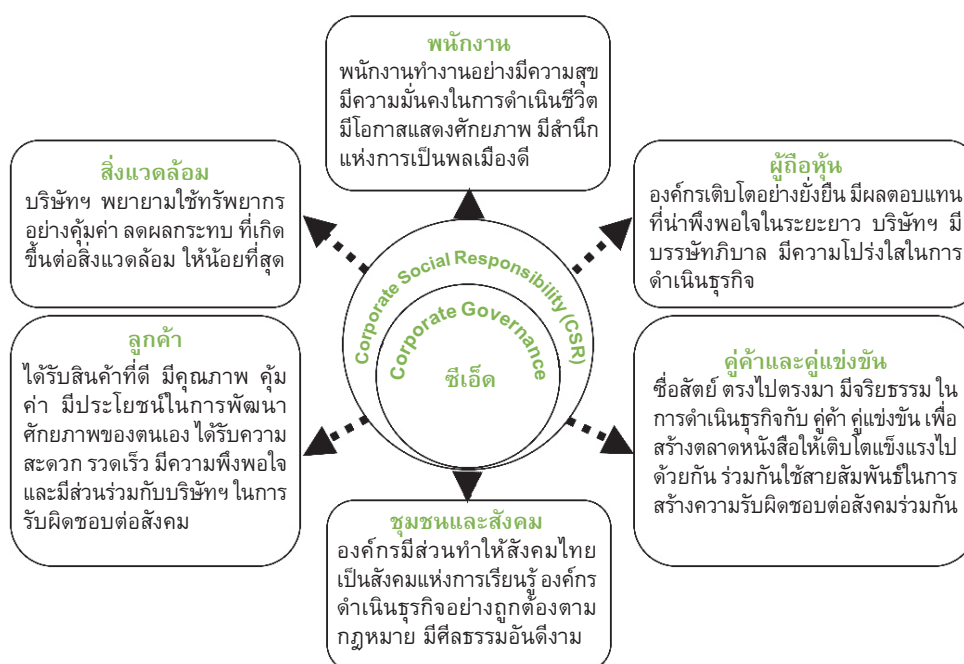 พนักงาน
พนักงานทำงานอย่างมีความสุข
มีความมั่นคงในการดำเนินชีวิต
มีโอกาสแสดงศักยภาพ มีสำนึก
แห่งการเป็นพลเมืองดี
สิ่งแวดล้อม
บริษัทฯ พยายามใช้ทรัพยากร
อย่างคุ้มค่า ลดผลกระทบ ที่เกิด
ขึ้นต่อสิ่งแวดล้อม ให้น้อยที่สุด
ผู้ถือหุ้น
องค์กรเติบโตอย่างยั่งยืน มีผลตอบแทน
ที่น่าพึงพอใจในระยะยาว บริษัทฯ มี
บรรษัทภิบาล มีความโปร่งใสในการ
ดำเนินธุรกิจ
Corporate Social Responsibility (CSR)
Corporate Governance
ซีเอ็ด
ลูกค้า
ได้รับสินค้าที่ดี มีคุณภาพ คุ้ม
ค่า มีประโยชน์ในการพัฒนา
ศักยภาพของตนเอง ได้รับความ
สะดวก รวดเร็ว มีความพึงพอใจ
และมีส่วนร่วมกับบริษัทฯ ในการ
รับผิดชอบต่อสังคม
คู่ค้าและคู่แข่งขัน
ซื่อสัตย์ ตรงไปตรงมา มีจริยธรรม ใน
การดำเนินธุรกิจกับ คู่ค้า คู่แข่งขัน เพื่อ
สร้างตลาดหนังสือให้เติบโตแข็งแรงไป
ด้วยกัน ร่วมกันใช้สายสัมพันธ์ในการ
สร้างความรับผิดชอบต่อสังคมร่วมกัน
ชุมชนและสังคม
องค์กรมีส่วนทำให้สังคมไทย
เป็นสังคมแห่งการเรียนรู้ องค์กร
ดำเนินธุรกิจอย่างถูกต้องตาม
กฎหมาย มีศีลธรรมอันดีงาม